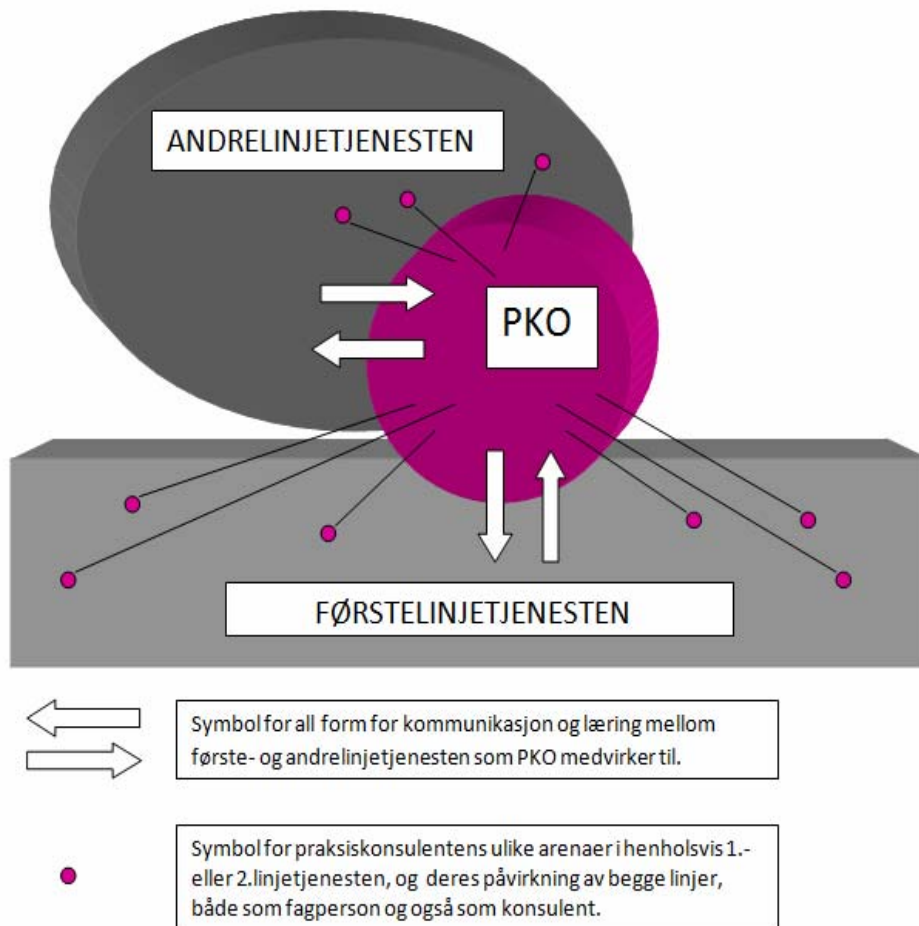 ANDRELINJETJENESTEN
PKO
FØRSTELINJETJENESTEN
Symbol for all form for kommunikasjon og læring mellom
første- og andrelinjetjenesten som PKO medvirker til.
Symbol for praksiskonsulentens ulike arenaer i henholsvis 1.-
eller 2.linjetjenesten, og deres påvirkning av begge linjer,
både som fagperson og også som konsulent.